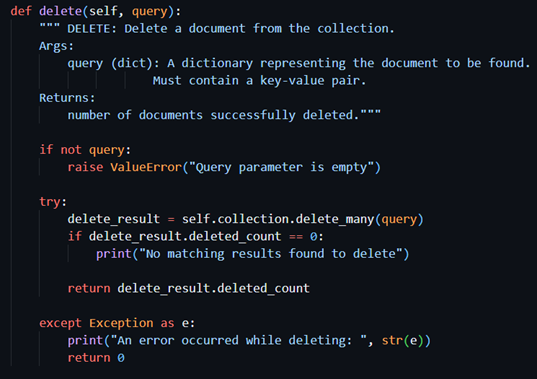 def delete(self, query):
    """ DELETE: Delete a document from the collection.
    Args:
        query (dict): A dictionary representing the document to be found.
                    Must contain a key-value pair.
    Returns:
        number of documents successfully deleted."""

    if not query:
        raise ValueError("Query parameter is empty")

    try:
        delete_result = self.collection.delete_many(query)
        if delete_result.deleted_count == 0:
            print("No matching results found to delete")

        return delete_result.deleted_count

    except Exception as e:
        print("An error occurred while deleting: ", str(e))
        return 0